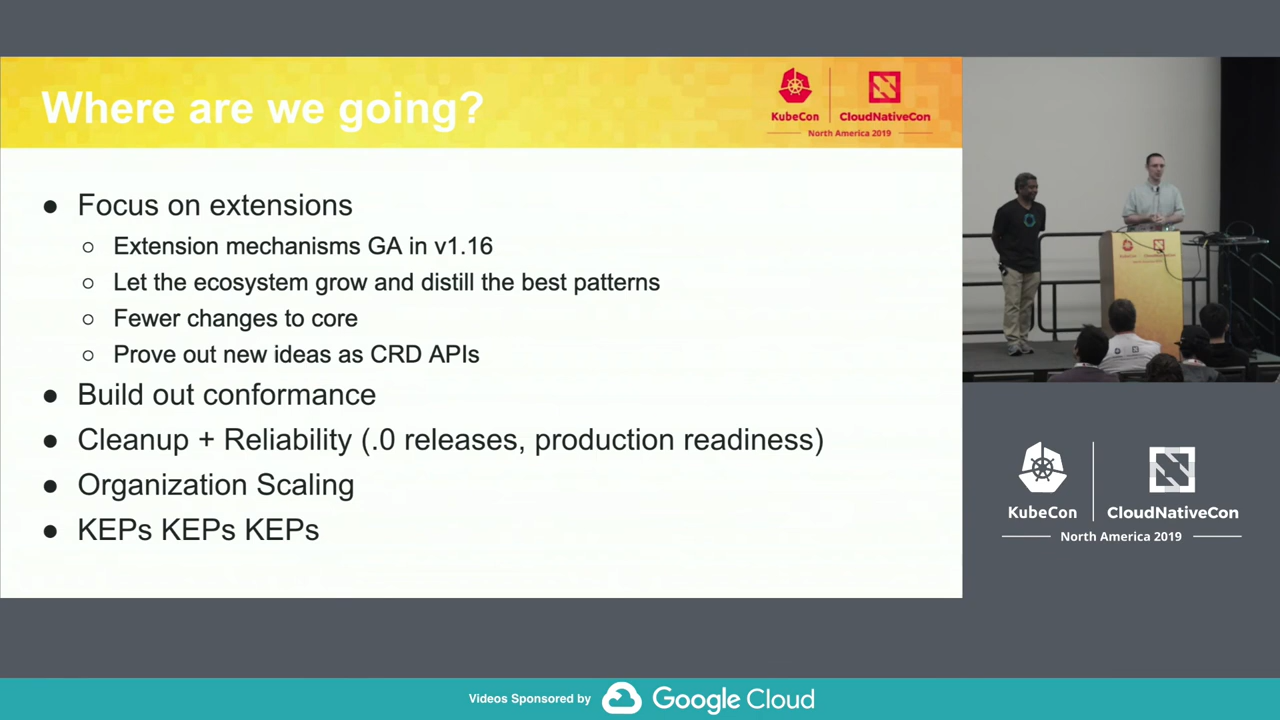 Where are we going?
KubeCon
CloudNativeCon
North America 2019
● Focus on extensions
○ Extension mechanisms GA in v1.16
○ Let the ecosystem grow and distill the best patterns
○ Fewer changes to core
○ Prove out new ideas as CRD APIs
● Build out conformance
● Cleanup + Reliability (.0 releases, production readiness)
● Organization Scaling
● KEPs KEPs KEPs
KubeCon
CloudNativeCon
North America 2019
Videos Sponsored by Google Cloud